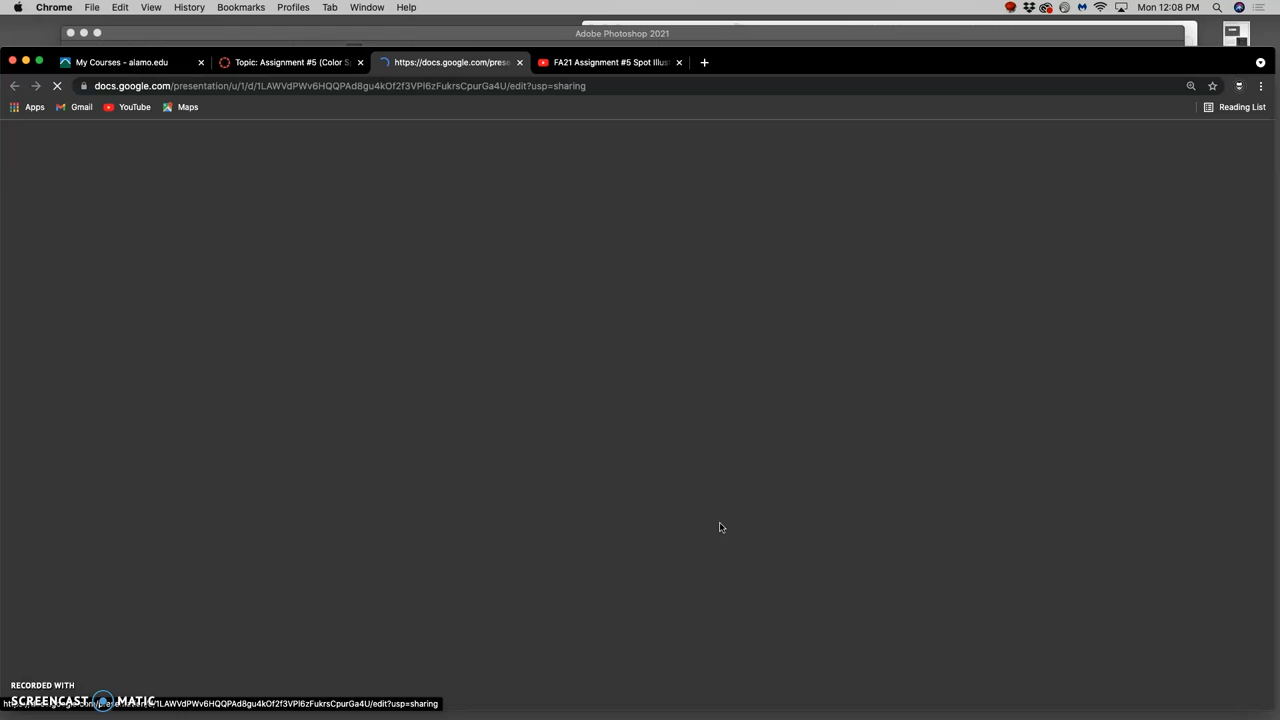 Chrome File Edit View History Bookmarks Profiles Tab Window Help Mon 12:08 PM
Adobe Photoshop 2021
My Courses - alamo.edu Topic: Assignment #5 (Color S https://docs.google.com/prese FA21 Assignment #5 Spot Illust
docs.google.com/presentation/u/1/d/1LAWVdPWv6HQQPAd8gu4kOf2f3VPl6zFukrsCpurGa4U/edit?usp=sharing
Apps Gmail YouTube Maps Reading List
RECORDED WITH
SCREENCAST MATIC
1LAWVdPWv6HQQPAd8gu4kOf2f3VPl6zFukrsCpurGa4U/edit?usp=sharing